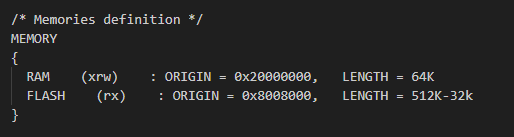 /* Memories definition */
MEMORY
{
  RAM    (xrw)    : ORIGIN = 0x20000000,   LENGTH = 64K
  FLASH    (rx)    : ORIGIN = 0x8008000,   LENGTH = 512K-32k
}